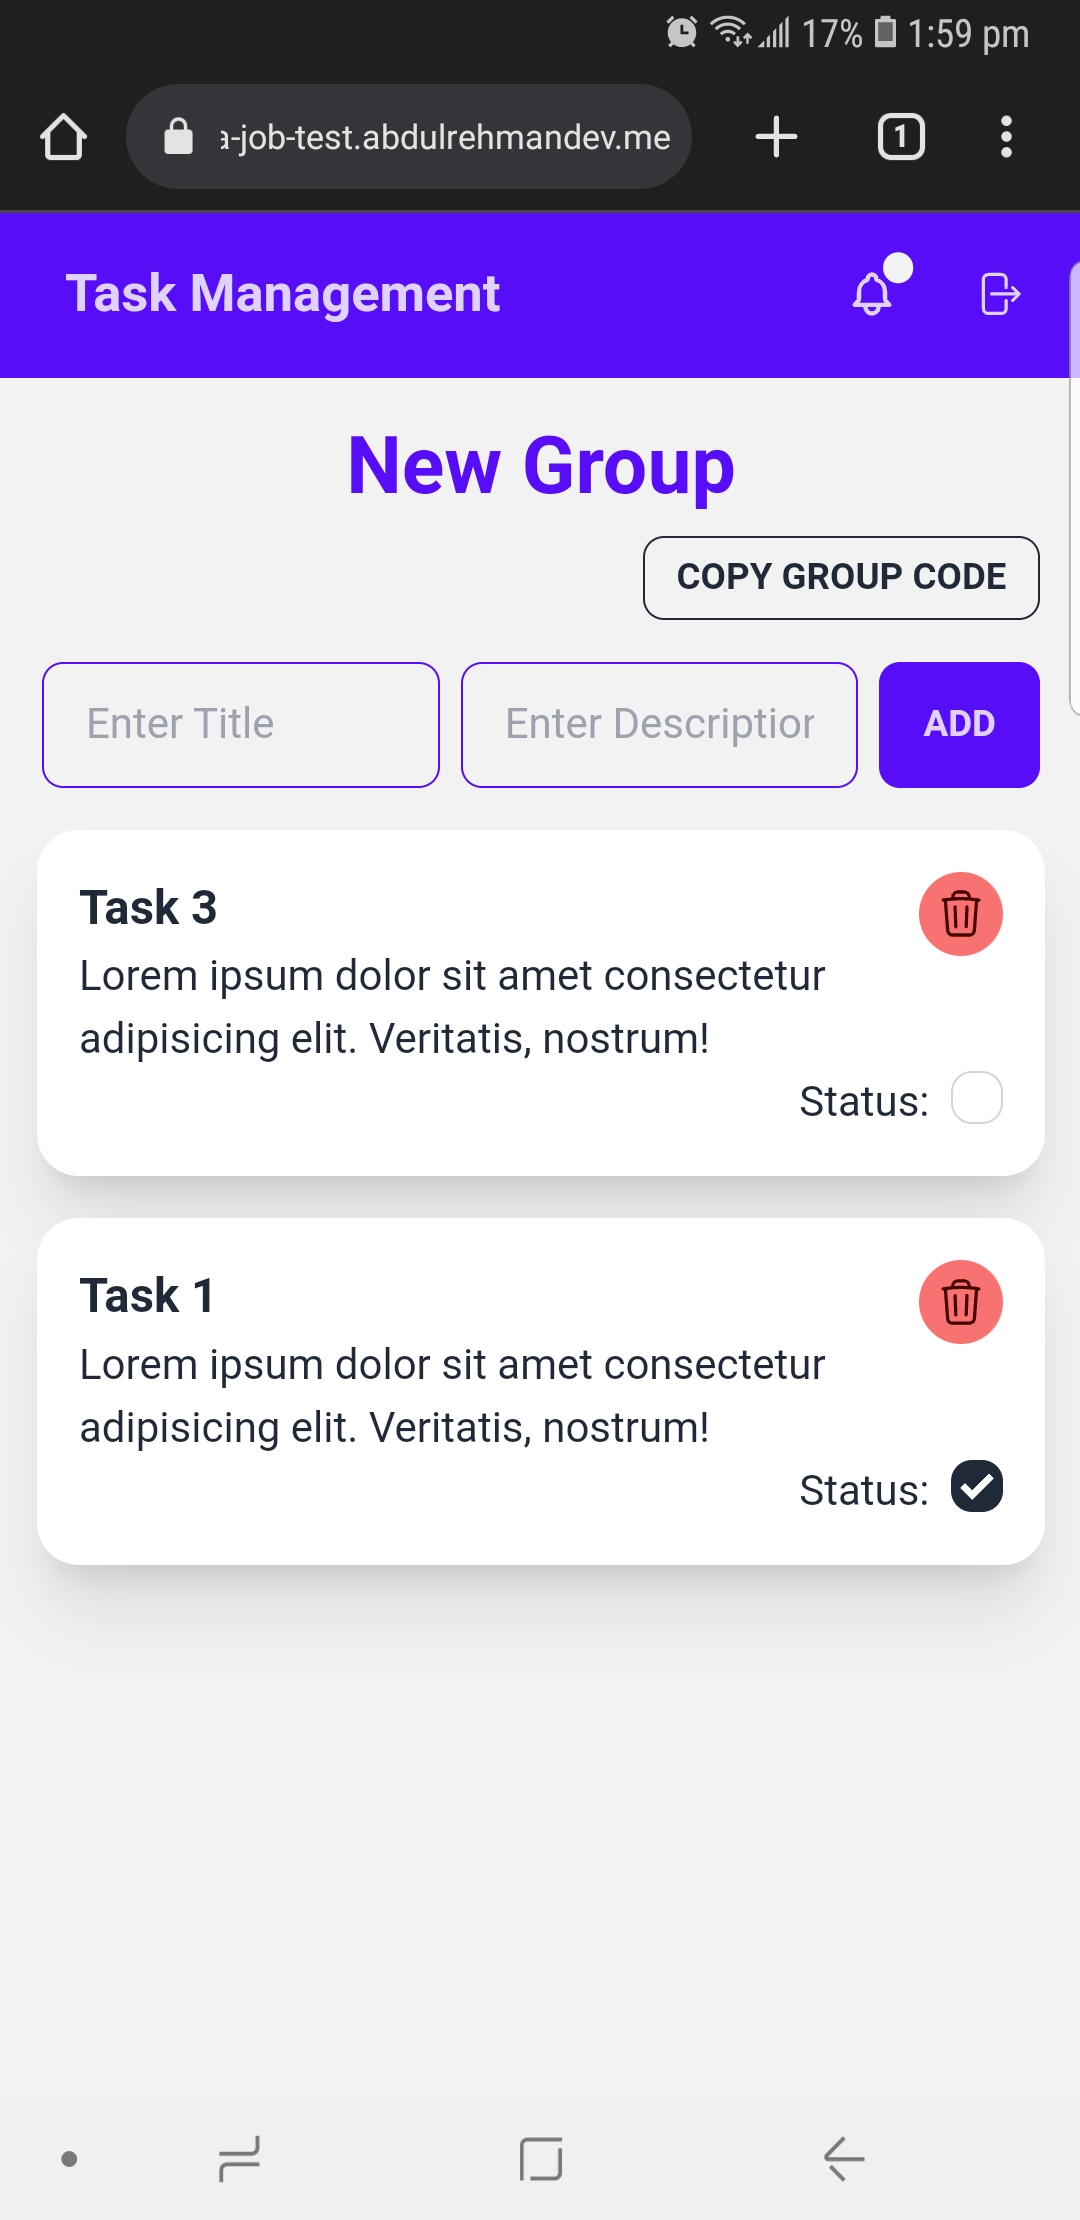 17% 1:59 pm
a-job-test.abdulrehmandev.me
1
Task Management
New Group
COPY GROUP CODE
Enter Title
Enter Description
ADD
Task 3
Lorem ipsum dolor sit amet consectetur
adipisicing elit. Veritatis, nostrum!
Status:
Task 1
Lorem ipsum dolor sit amet consectetur
adipisicing elit. Veritatis, nostrum!
Status: